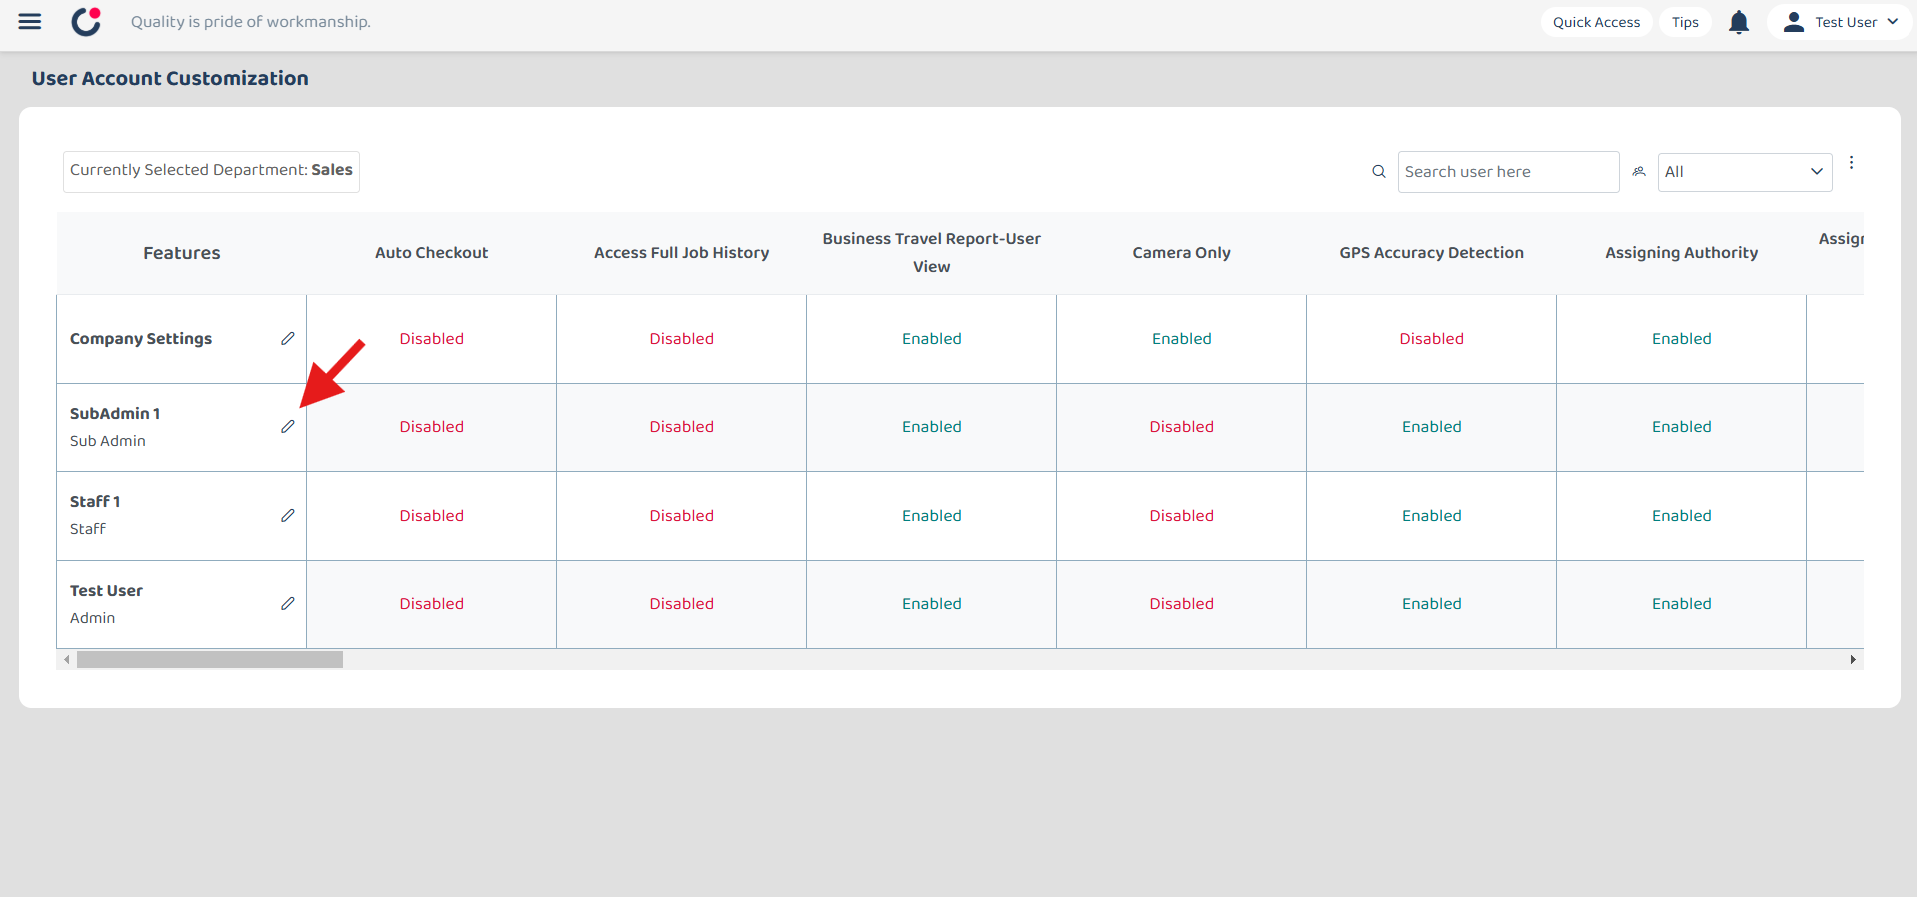 Quality is pride of workmanship.
Quick Access
Tips
Test User
User Account Customization
Currently Selected Department: Sales
Search user here
All
Features
Auto Checkout
Access Full Job History
Business Travel Report-User
View
Camera Only
GPS Accuracy Detection
Assigning Authority
Company Settings
Disabled
Disabled
Enabled
Enabled
Disabled
Enabled
SubAdmin 1
Sub Admin
Disabled
Disabled
Enabled
Disabled
Enabled
Enabled
Staff 1
Staff
Disabled
Disabled
Enabled
Disabled
Enabled
Enabled
Test User
Admin
Disabled
Disabled
Enabled
Disabled
Enabled
Enabled